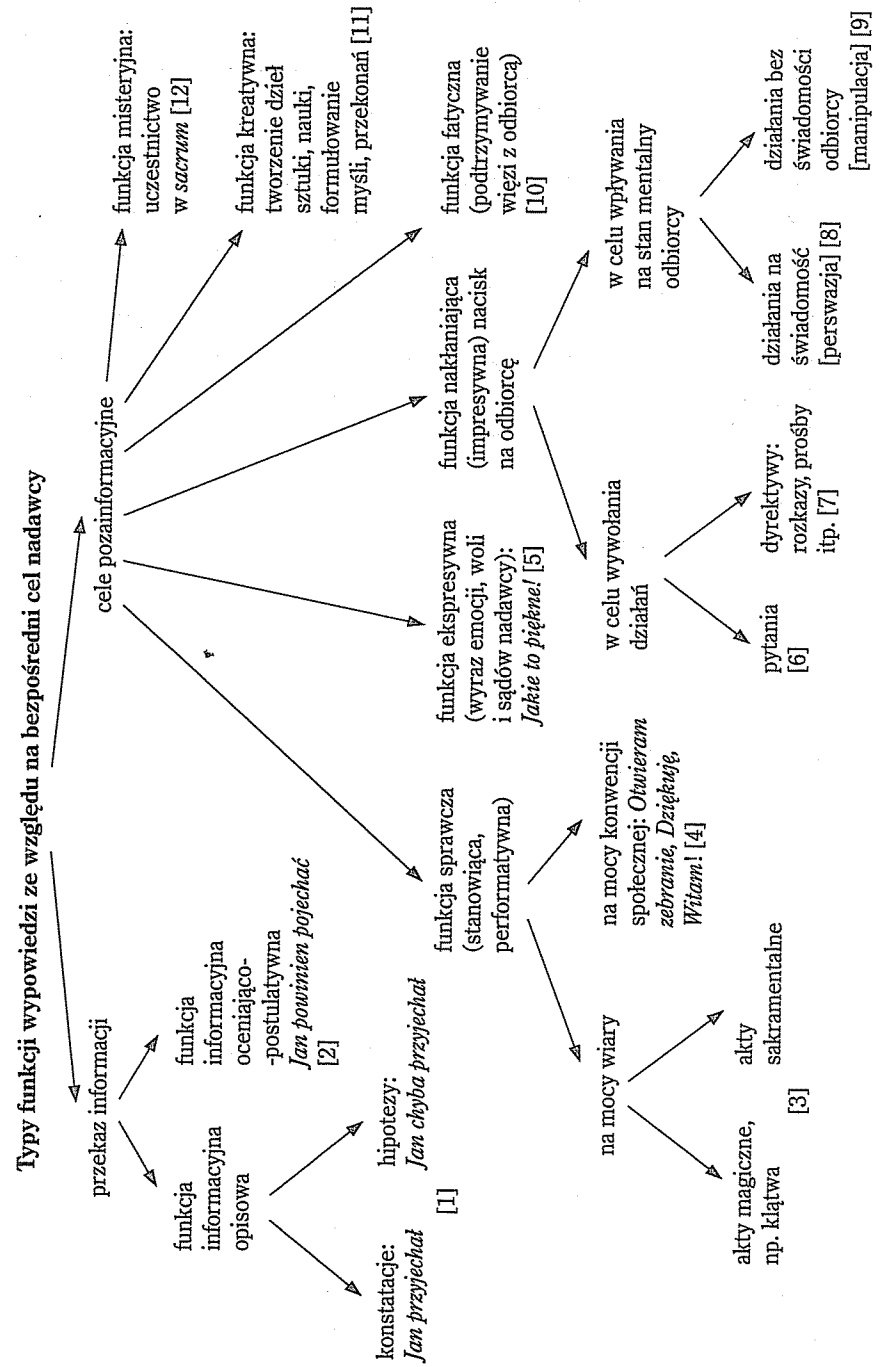 Typy funkcji wypowiedzi ze względu na bezpośredni cel nadawcy
przekaz informacji
cele pozainformacyjne
funkcja
informacyjna
opisowa
funkcja
informacyjna
oceniająco-
-postulatywna
Jan powinien pojechać
[2]
konstatacje:
Jan przyjechał
hipotezy:
Jan chyba przyjechał
[1]
funkcja sprawcza
(stanowiąca,
performatywna)
na mocy wiary
akty magiczne,
np. klątwa
akty
sakramentalne
[3]
na mocy konwencji
społecznej: Otwieram
zebranie, Dziękuję,
Witam! [4]
funkcja ekspresywna
(wyraz emocji, woli
i sądów nadawcy):
Jakie to piękne! [5]
funkcja nakłaniająca
(impresywna) nacisk
na odbiorcę
w celu wywołania
działań
pytania
[6]
dyrektywy:
rozkazy, prośby
itp. [7]
w celu wpływania
na stan mentalny
odbiorcy
działania na
świadomość
[perswazja] [8]
działania bez
świadomości
odbiorcy
[manipulacja] [9]
funkcja fatyczna
(podtrzymywanie
więzi z odbiorcą)
[10]
funkcja kreatywna:
tworzenie dzieł
sztuki, nauki,
formułowanie
myśli, przekonań [11]
funkcja misteryjna:
uczestnictwo
w sacrum [12]